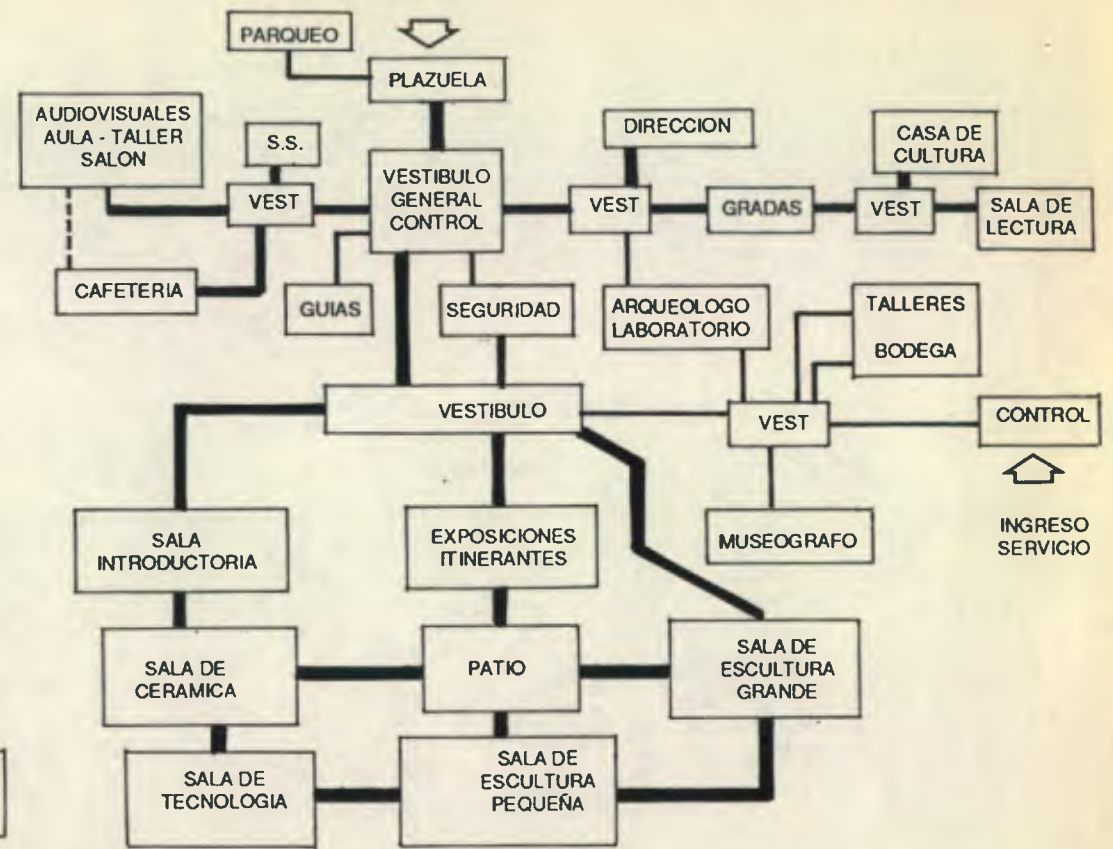 PARQUEO
PLAZUELA
AUDIOVISUALES
AULA - TALLER
SALON
S.S.
VEST
VESTIBULO
GENERAL
CONTROL
DIRECCION
VEST
GRADAS
CASA DE
CULTURA
VEST
SALA DE
LECTURA
CAFETERIA
GUIAS
SEGURIDAD
ARQUEOLOGO
LABORATORIO
TALLERES
BODEGA
VESTIBULO
VEST
CONTROL
INGRESO
SERVICIO
SALA
INTRODUCTORIA
EXPOSICIONES
ITINERANTES
MUSEOGRAFO
SALA DE
CERAMICA
PATIO
SALA DE
ESCULTURA
GRANDE
SALA DE
TECNOLOGIA
SALA DE
ESCULTURA
PEQUEÑA